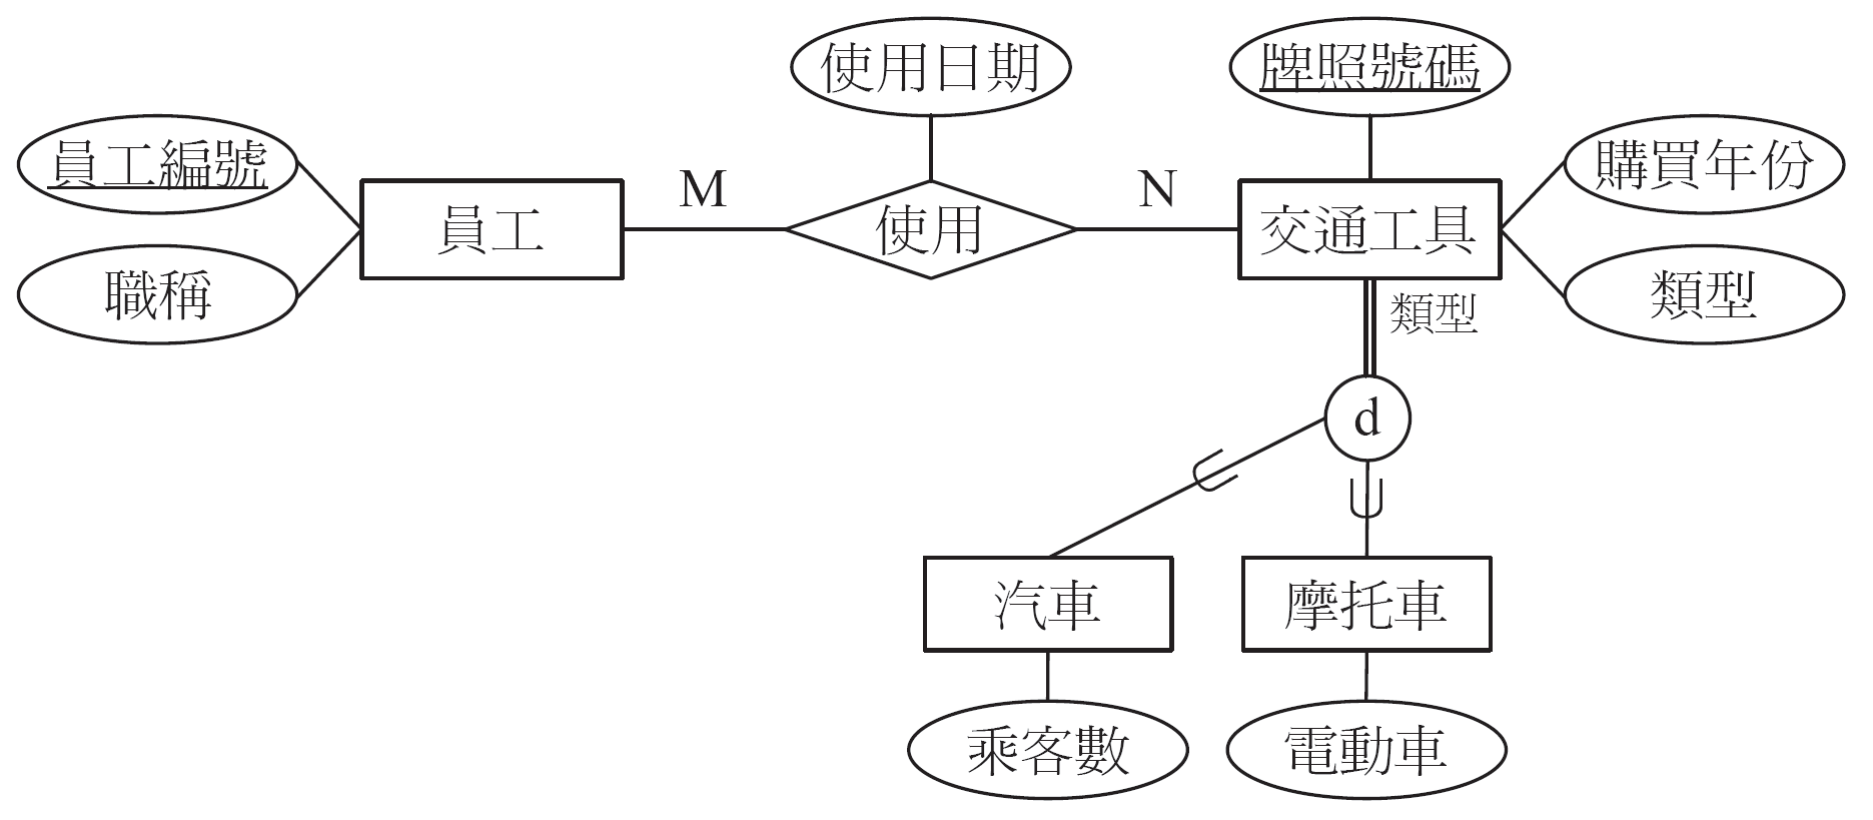 使用日期
牌照號碼
員工編號
購買年份
M
N
員工
使用
交通工具
職稱
類型
類型
d
汽車
摩托車
乘客數
電動車